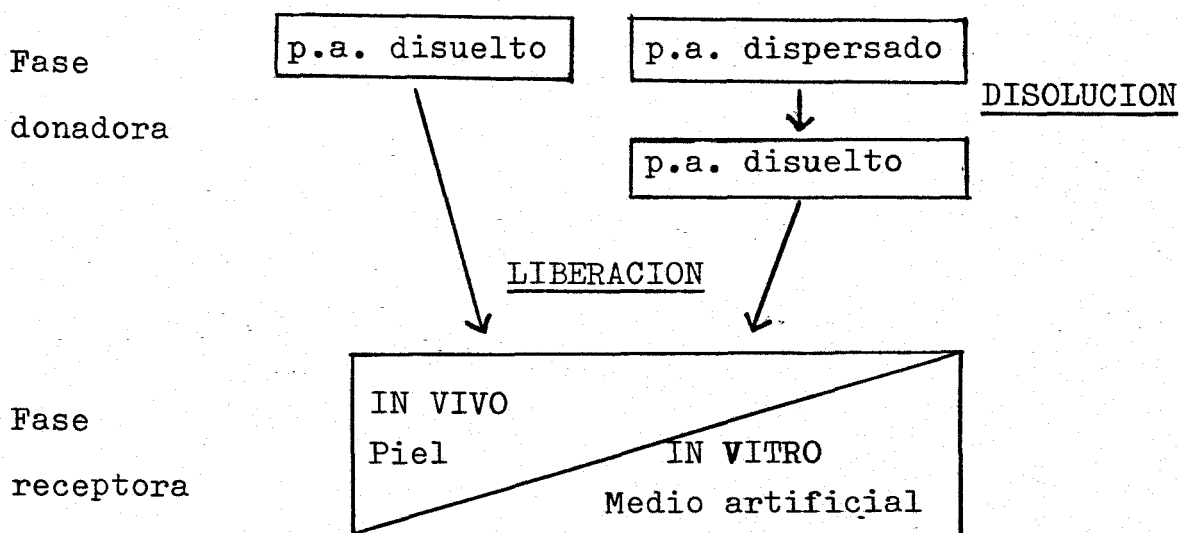 Fase
donadora
p.a. disuelto
p.a. dispersado
DISOLUCION
p.a. disuelto
LIBERACION
Fase
receptora
IN VIVO
Piel
IN VITRO
Medio artificial